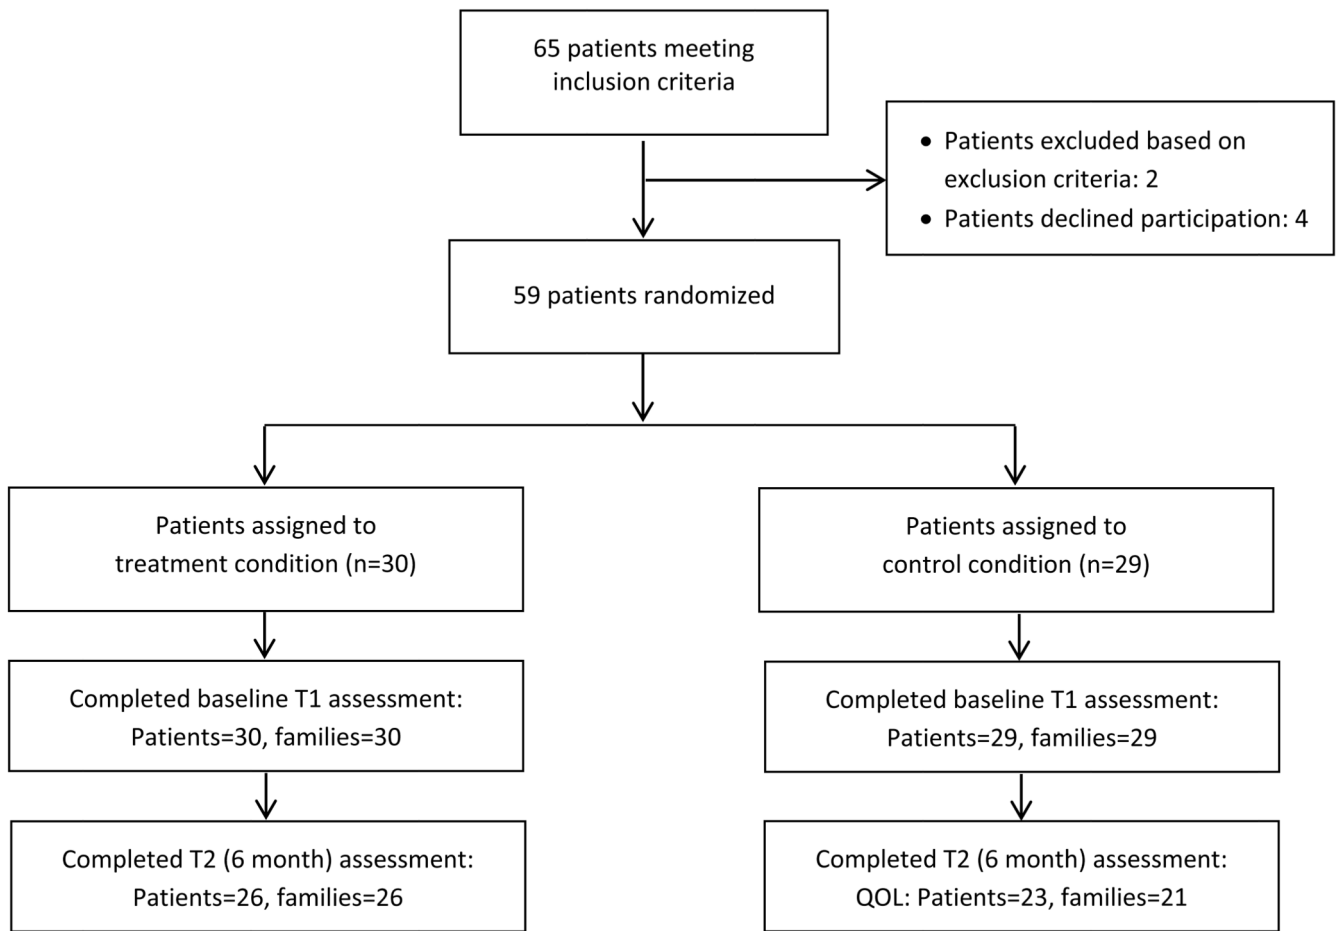 65 patients meeting
inclusion criteria
• Patients excluded based on
exclusion criteria: 2
• Patients declined participation: 4
59 patients randomized
Patients assigned to
treatment condition (n=30)
Patients assigned to
control condition (n=29)
Completed baseline T1 assessment:
Patients=30, families=30
Completed baseline T1 assessment:
Patients=29, families=29
Completed T2 (6 month) assessment:
Patients=26, families=26
Completed T2 (6 month) assessment:
QOL: Patients=23, families=21